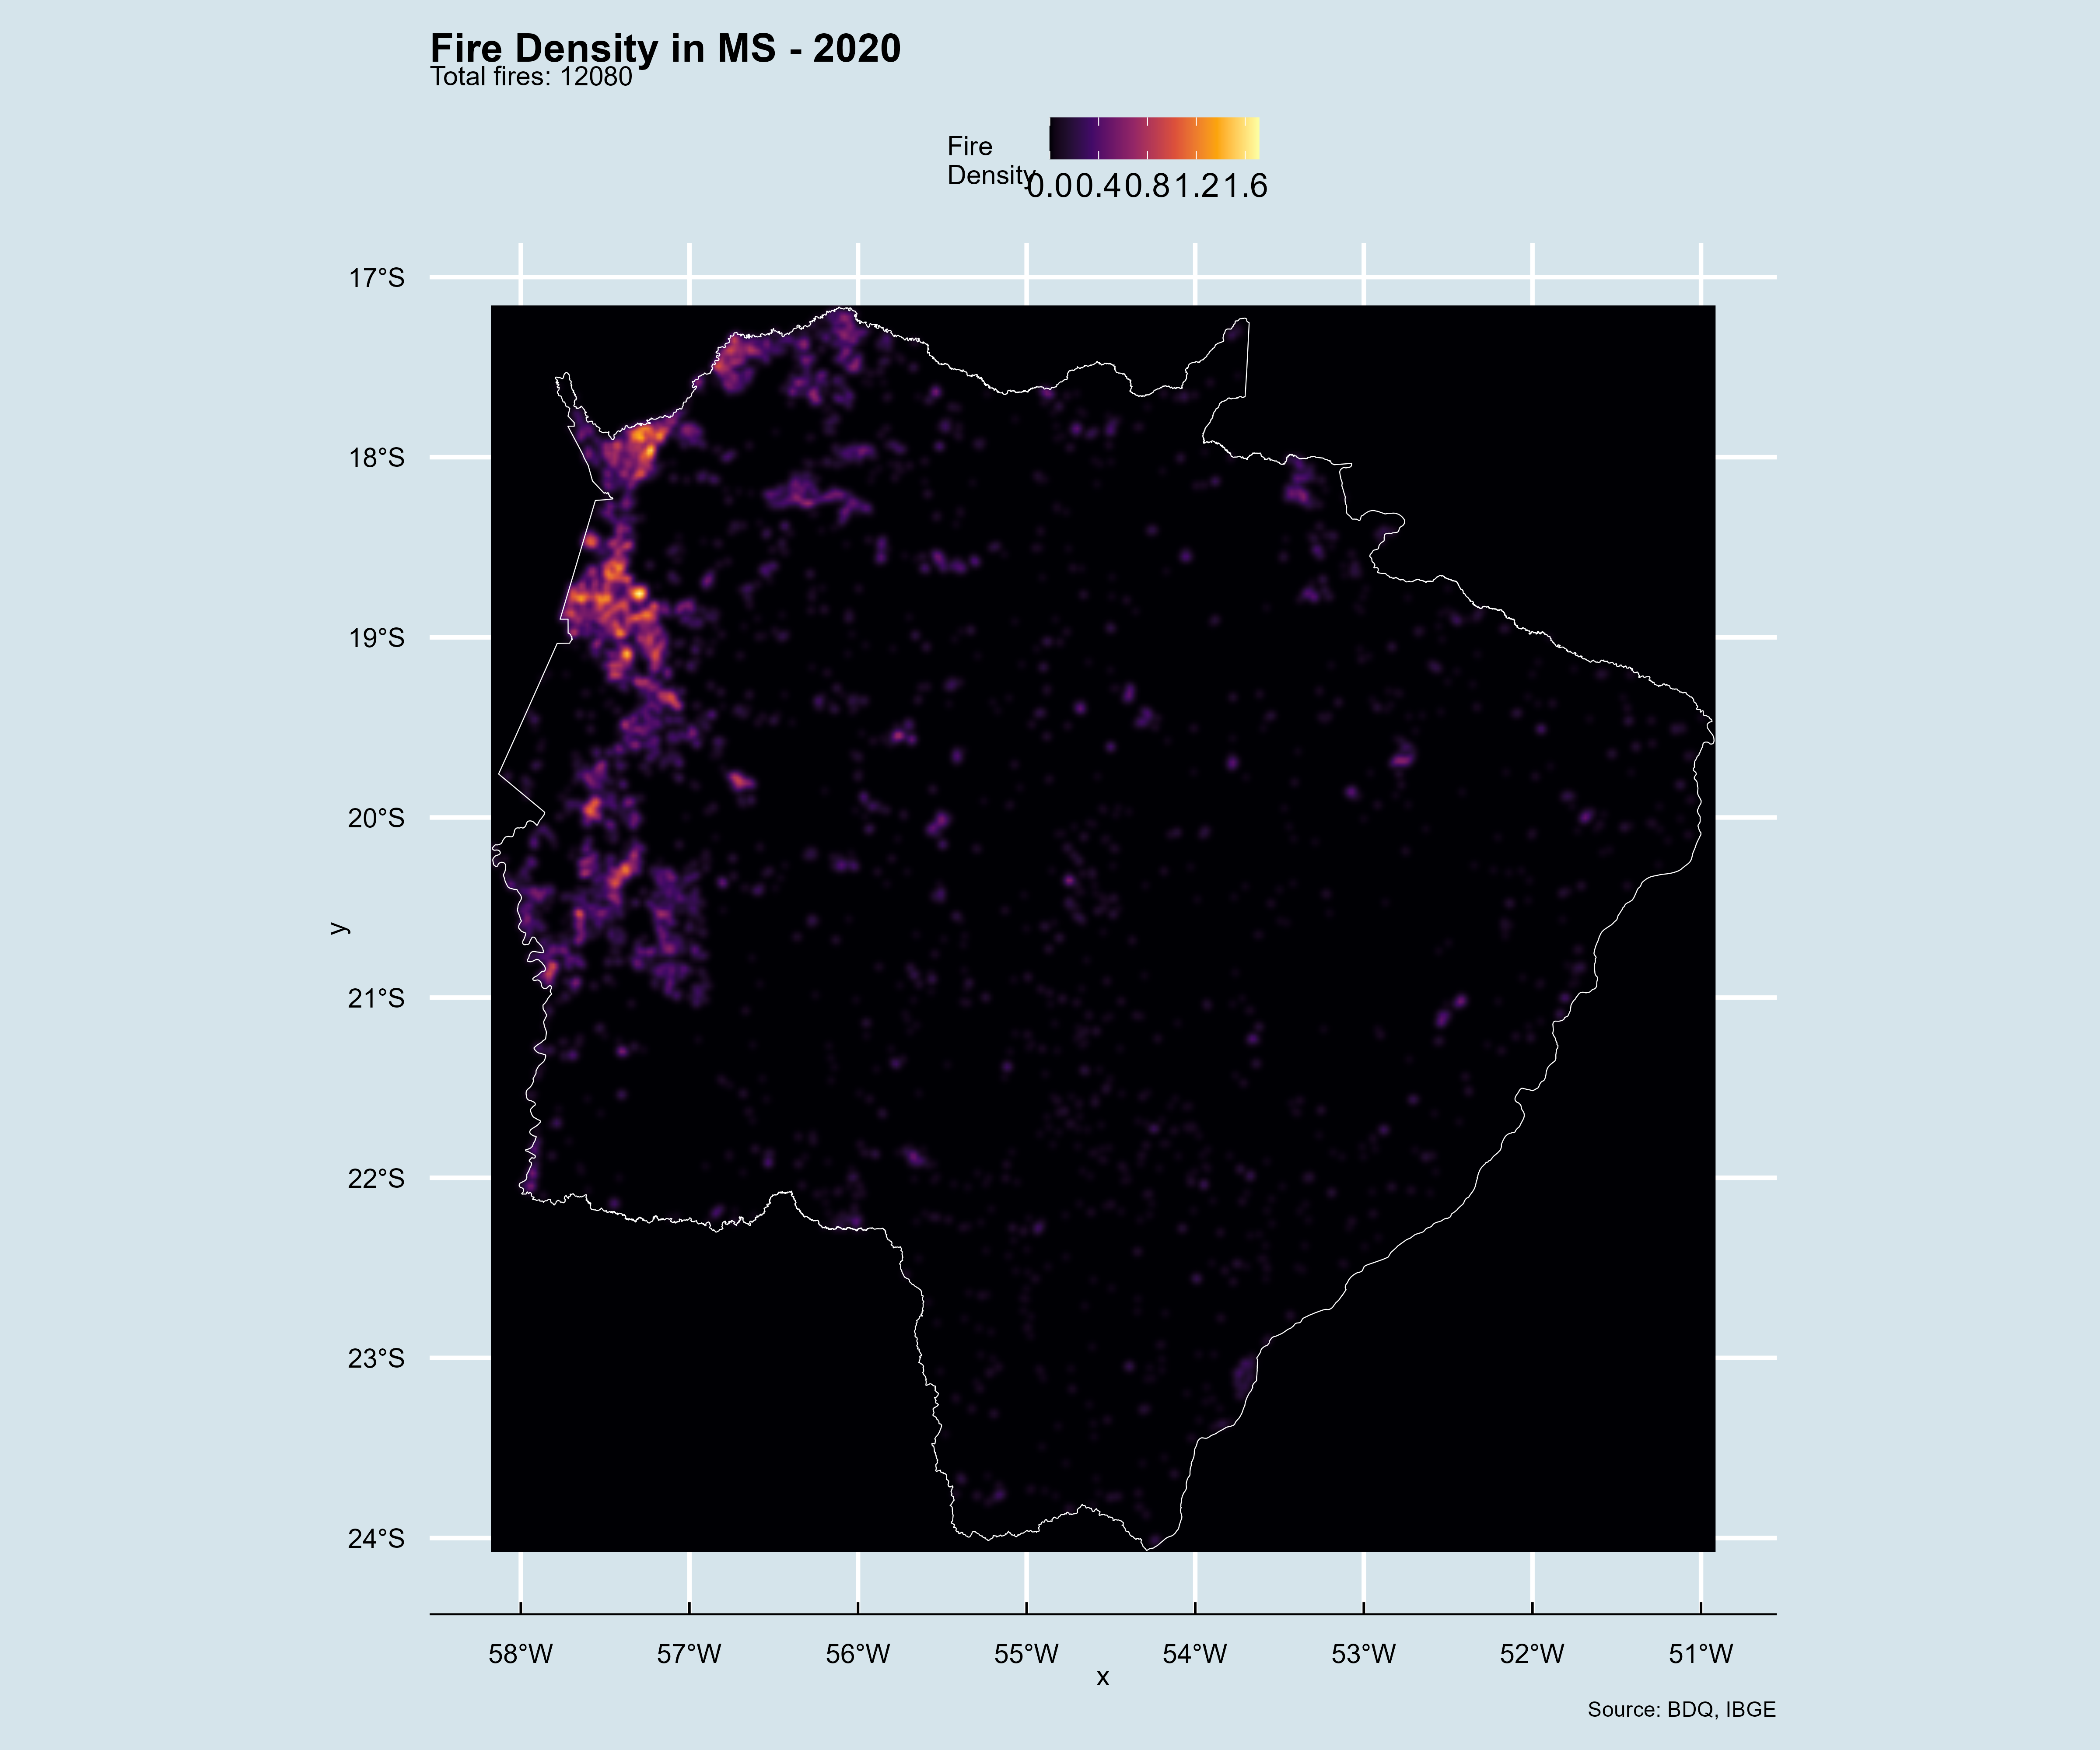 Fire Density in MS - 2020
Total fires: 12080
Fire
Density
0.0 0.4 0.8 1.2 1.6
17°S
18°S
19°S
20°S
y
21°S
22°S
23°S
24°S
58°W 57°W 56°W 55°W 54°W 53°W 52°W 51°W
x
Source: BDQ, IBGE